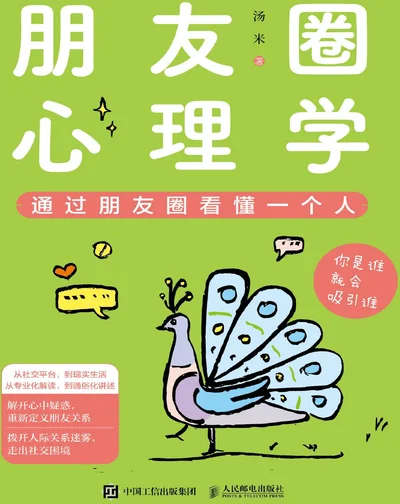 朋友圈
心理学
汤米 著
通过朋友圈看懂一个人
你是谁
就会
吸引谁
从社交平台，到现实生活
从专业化解读，到通俗化讲述
解开心中疑惑，
重新定义朋友关系
拨开人际关系迷雾，
走出社交困境
中国工信出版集团
人民邮电出版社
POSTS & TELECOM PRESS